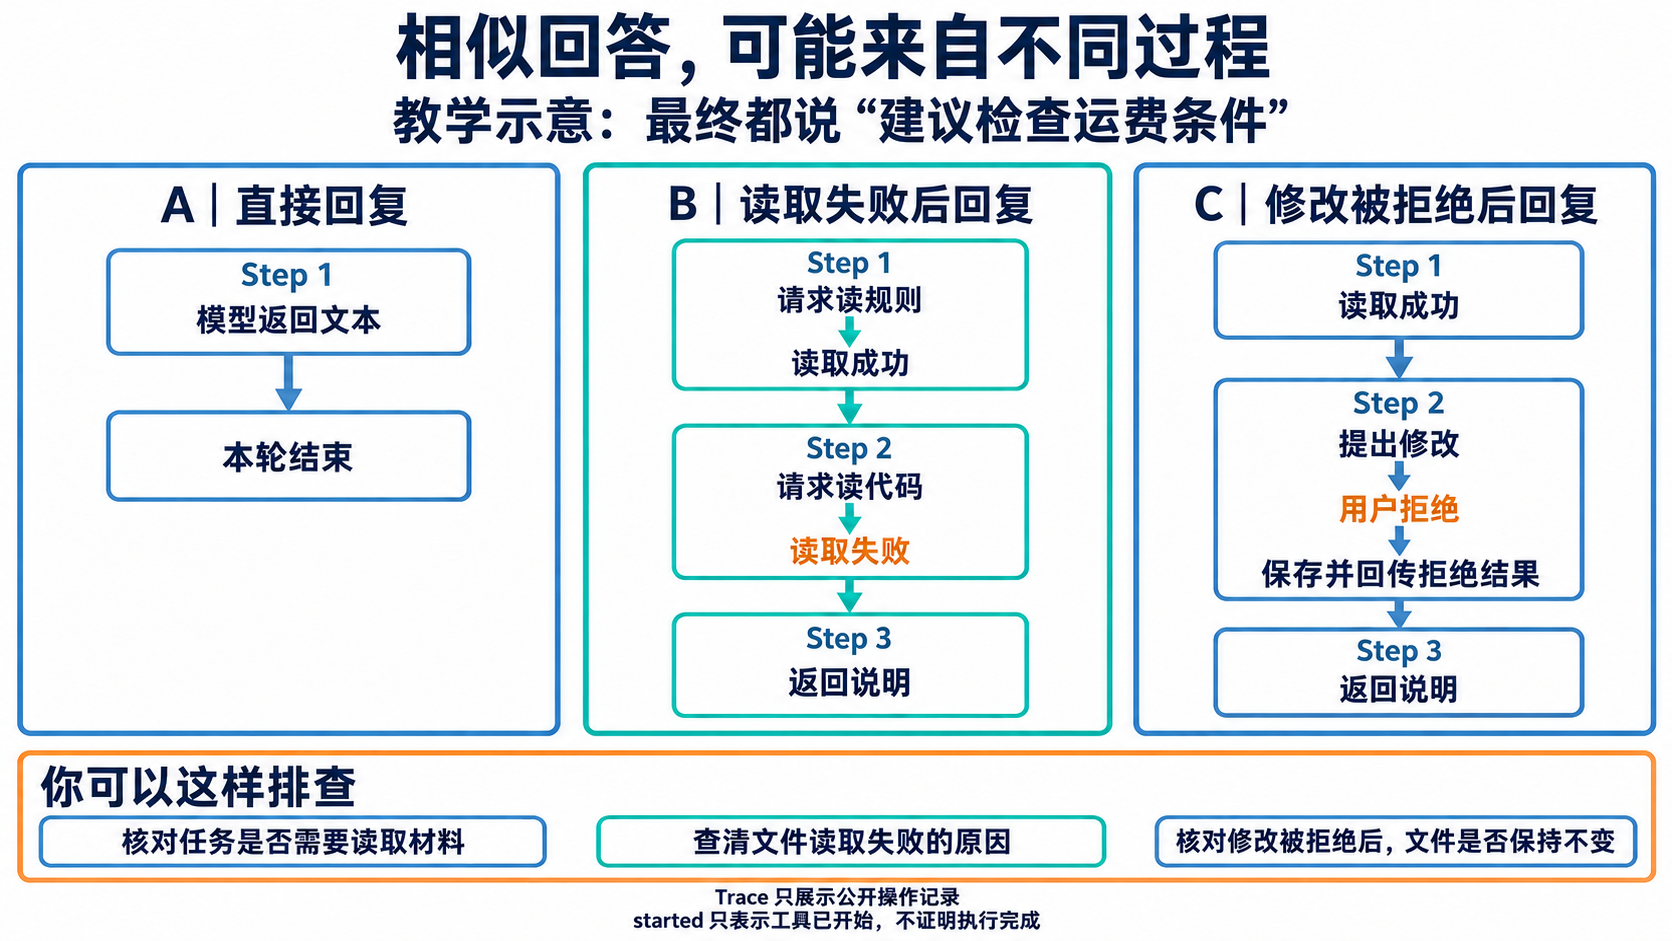 相似回答，可能来自不同过程
教学示意：最终都说“建议检查运费条件”
A｜直接回复
Step 1
模型返回文本
本轮结束
B｜读取失败后回复
Step 1
请求读规则
读取成功
Step 2
请求读代码
读取失败
Step 3
返回说明
C｜修改被拒绝后回复
Step 1
读取成功
Step 2
提出修改
用户拒绝
保存并回传拒绝结果
Step 3
返回说明
你可以这样排查
核对任务是否需要读取材料
查清文件读取失败的原因
核对修改被拒绝后，文件是否保持不变
Trace 只展示公开操作记录
started 只表示工具已开始，不证明执行完成